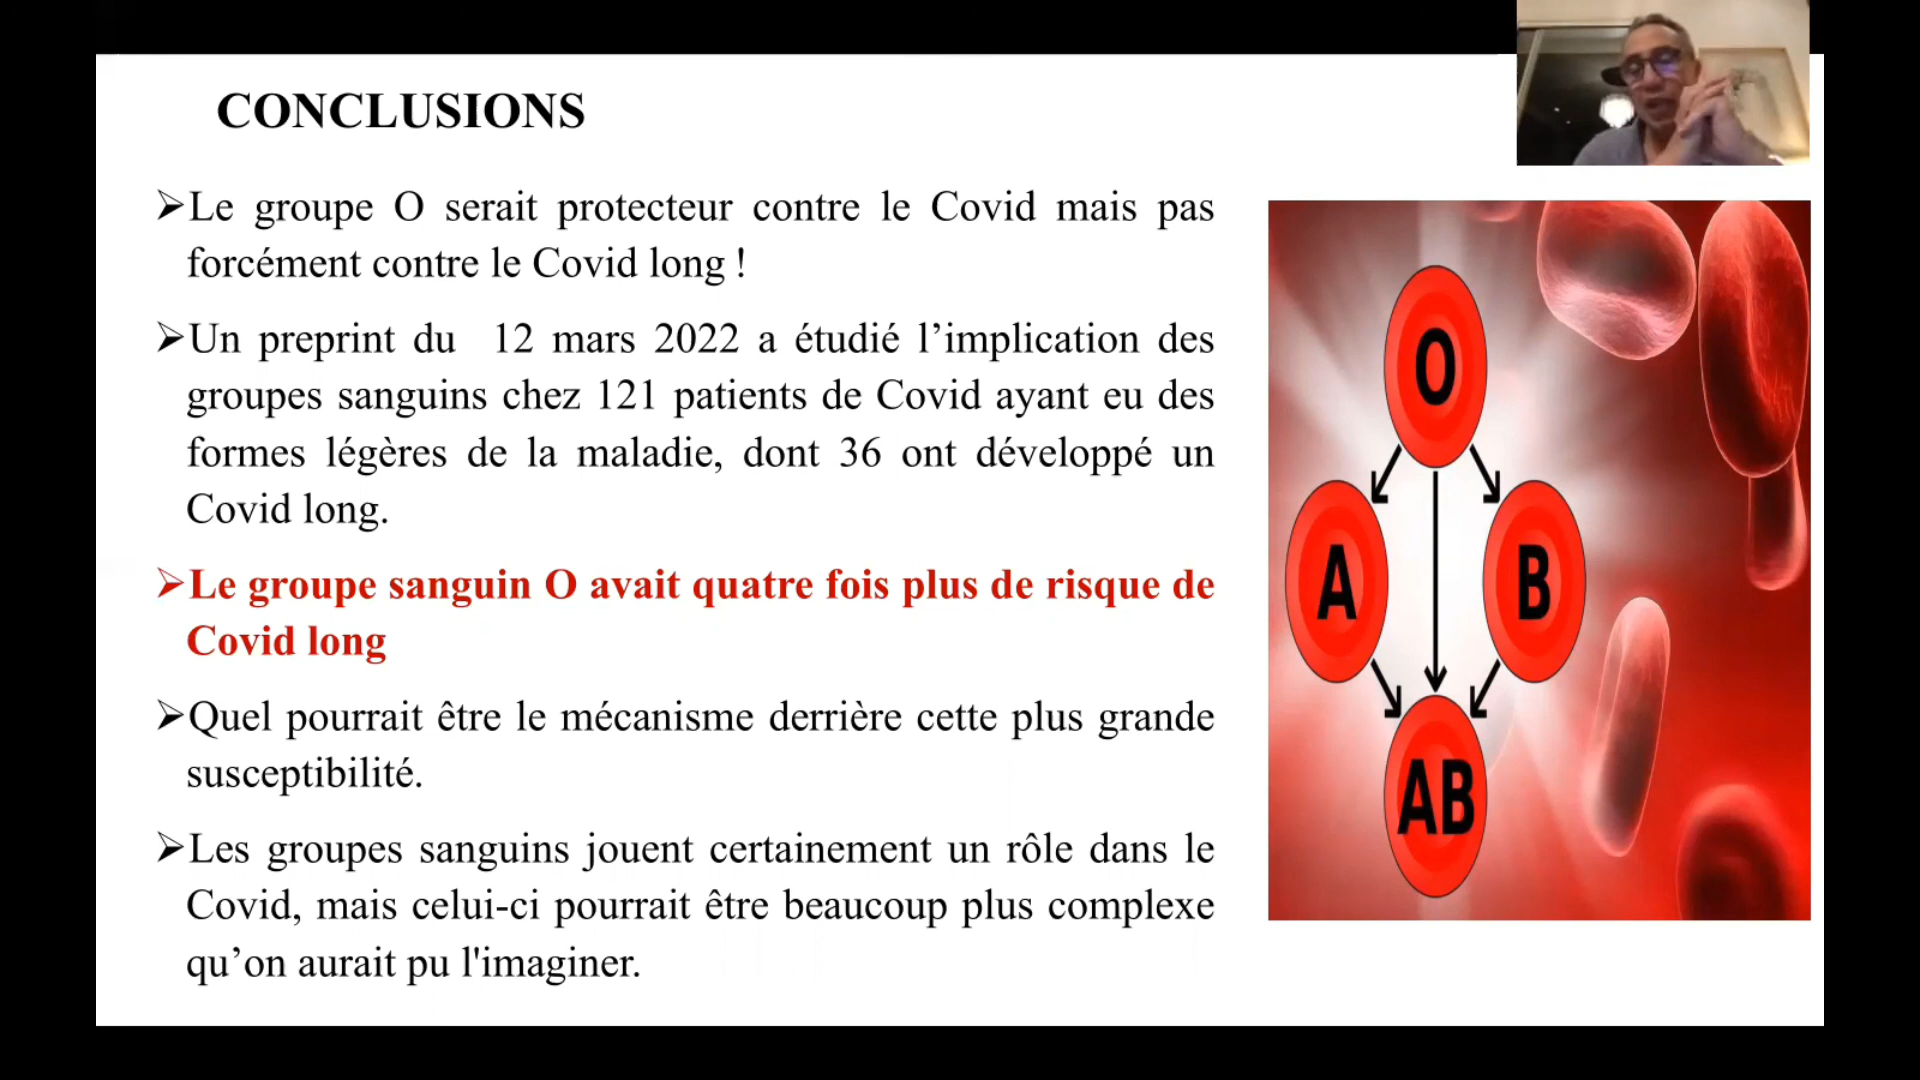 CONCLUSIONS
➢Le groupe O serait protecteur contre le Covid mais pas
forcément contre le Covid long !
➢Un preprint du 12 mars 2022 a étudié l’implication des
groupes sanguins chez 121 patients de Covid ayant eu des
formes légères de la maladie, dont 36 ont développé un
Covid long.
➢Le groupe sanguin O avait quatre fois plus de risque de
Covid long
➢Quel pourrait être le mécanisme derrière cette plus grande
susceptibilité.
➢Les groupes sanguins jouent certainement un rôle dans le
Covid, mais celui-ci pourrait être beaucoup plus complexe
qu’on aurait pu l'imaginer.
O
A
B
AB